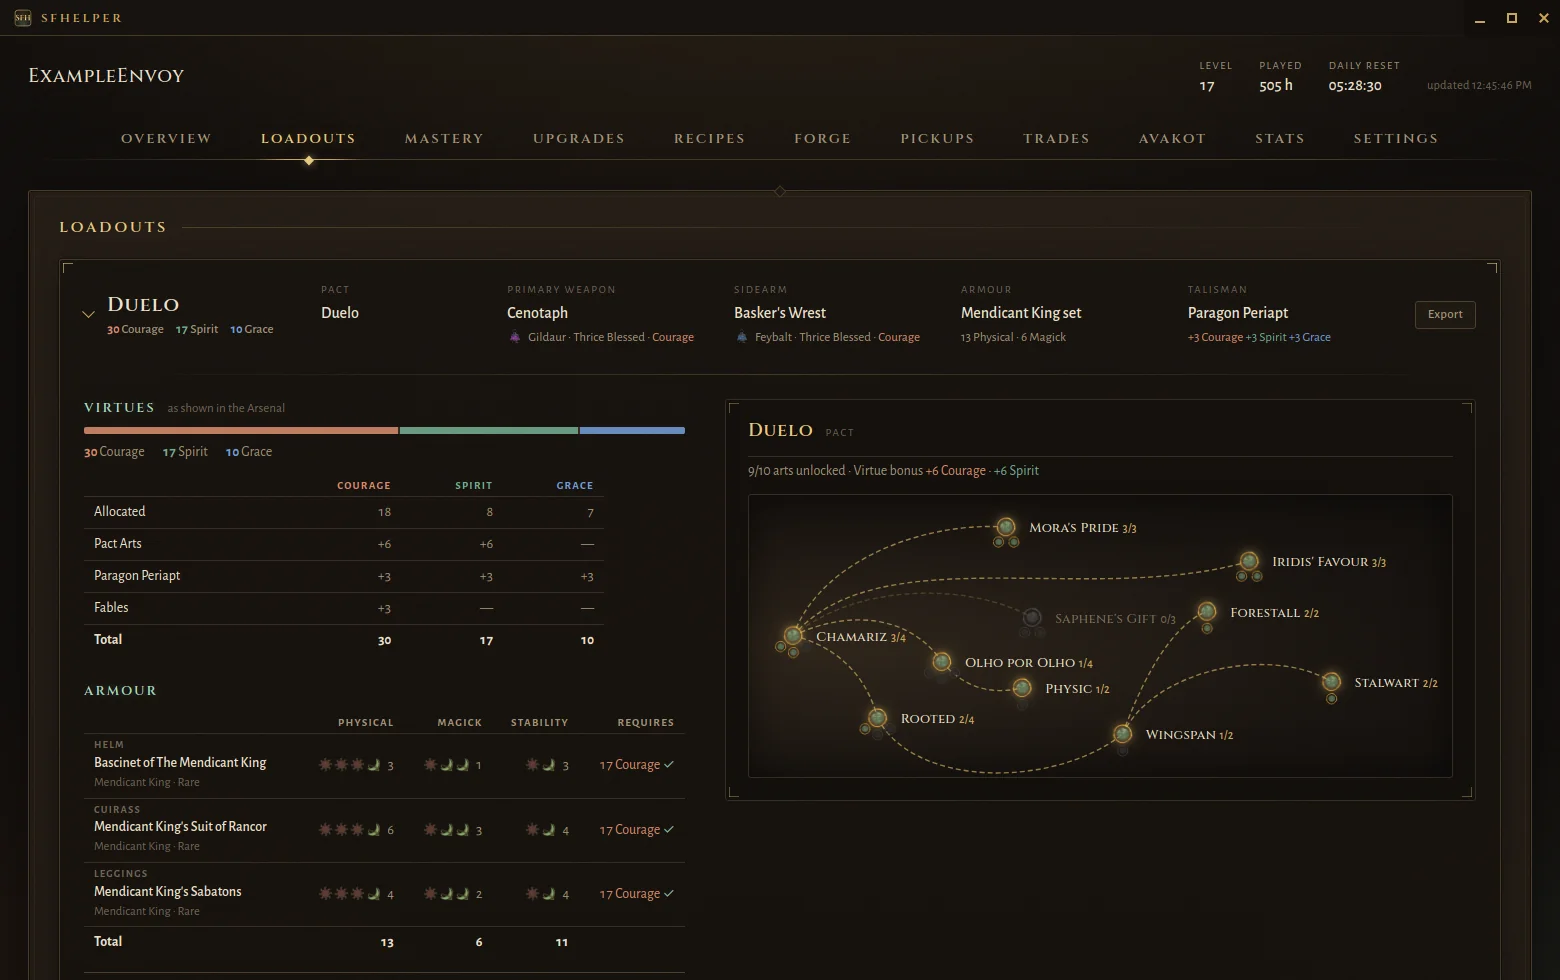 SFH SFHELPER
ExampleEnvoy
LEVEL PLAYED DAILY RESET
17 505 h 05:28:30 updated 12:45:46 PM
OVERVIEW LOADOUTS MASTERY UPGRADES RECIPES FORGE PICKUPS TRADES AVAKOT STATS SETTINGS
LOADOUTS
Duelo
30 Courage 17 Spirit 10 Grace
PACT
Duelo
PRIMARY WEAPON
Cenotaph
Gildaur · Thrice Blessed · Courage
SIDEARM
Basker's Wrest
Feybalt · Thrice Blessed · Courage
ARMOUR
Mendicant King set
13 Physical · 6 Magick
TALISMAN
Paragon Periapt
+3 Courage +3 Spirit +3 Grace
Export
VIRTUES as shown in the Arsenal
30 Courage 17 Spirit 10 Grace
COURAGE SPIRIT GRACE
Allocated 18 8 7
Pact Arts +6 +6 —
Paragon Periapt +3 +3 +3
Fables +3 — —
Total 30 17 10
ARMOUR
PHYSICAL MAGICK STABILITY REQUIRES
HELM
Bascinet of The Mendicant King 3 1 3 17 Courage ✓
Mendicant King · Rare
CUIRASS
Mendicant King's Suit of Rancor 6 3 4 17 Courage ✓
Mendicant King · Rare
LEGGINGS
Mendicant King's Sabatons 4 2 4 17 Courage ✓
Mendicant King · Rare
Total 13 6 11
Duelo PACT
9/10 arts unlocked · Virtue bonus +6 Courage · +6 Spirit
Mora's Pride 3/3
Iridis' Favour 3/3
Saphene's Gift 0/3
Forestall 2/2
Chamariz 3/4
Olho por Olho 1/4
Physic 1/2
Stalwart 2/2
Rooted 2/4
Wingspan 1/2